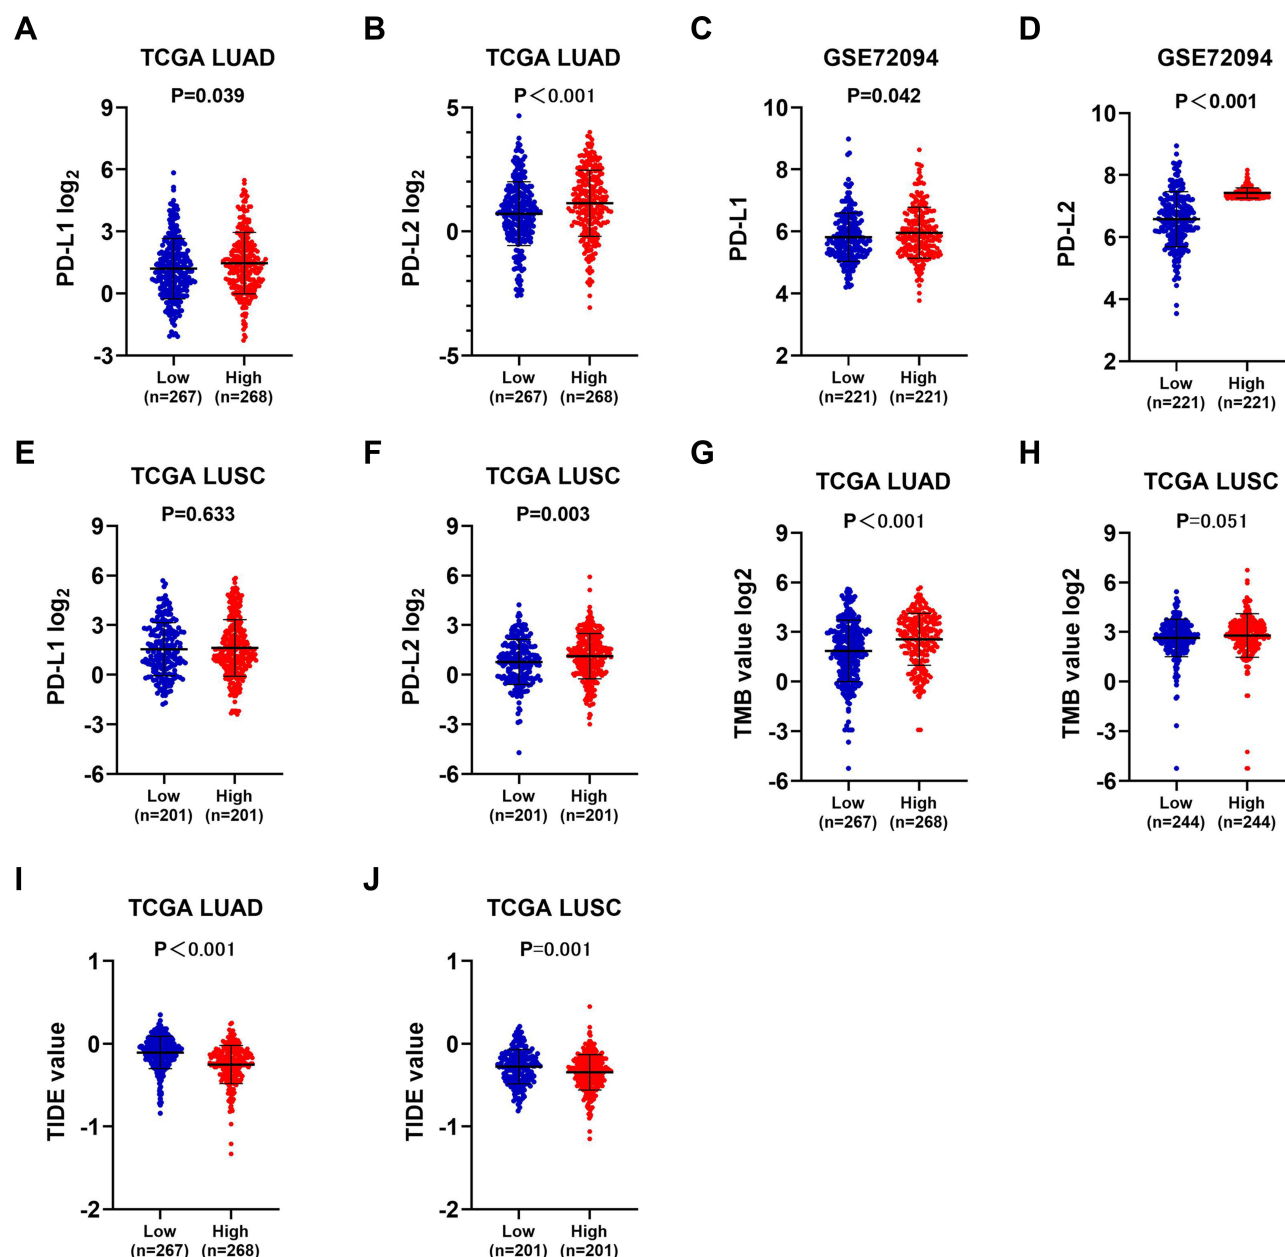 A
TCGA LUAD
P=0.039
PD-L1 log2
9
6
3
0
-3
Low
(n=267)
High
(n=268)
B
TCGA LUAD
P<0.001
PD-L2 log2
5
0
-5
Low
(n=267)
High
(n=268)
C
GSE72094
P=0.042
PD-L1
10
8
6
4
2
Low
(n=221)
High
(n=221)
D
GSE72094
P<0.001
PD-L2
10
8
6
4
2
Low
(n=221)
High
(n=221)
E
TCGA LUSC
P=0.633
PD-L1 log2
9
6
3
0
-3
-6
Low
(n=201)
High
(n=201)
F
TCGA LUSC
P=0.003
PD-L2 log2
9
6
3
0
-3
-6
Low
(n=201)
High
(n=201)
G
TCGA LUAD
P<0.001
TMB value log2
9
6
3
0
-3
-6
Low
(n=267)
High
(n=268)
H
TCGA LUSC
P=0.051
TMB value log2
9
6
3
0
-3
-6
Low
(n=244)
High
(n=244)
I
TCGA LUAD
P<0.001
TIDE value
1
0
-1
-2
Low
(n=267)
High
(n=268)
J
TCGA LUSC
P=0.001
TIDE value
1
0
-1
-2
Low
(n=201)
High
(n=201)